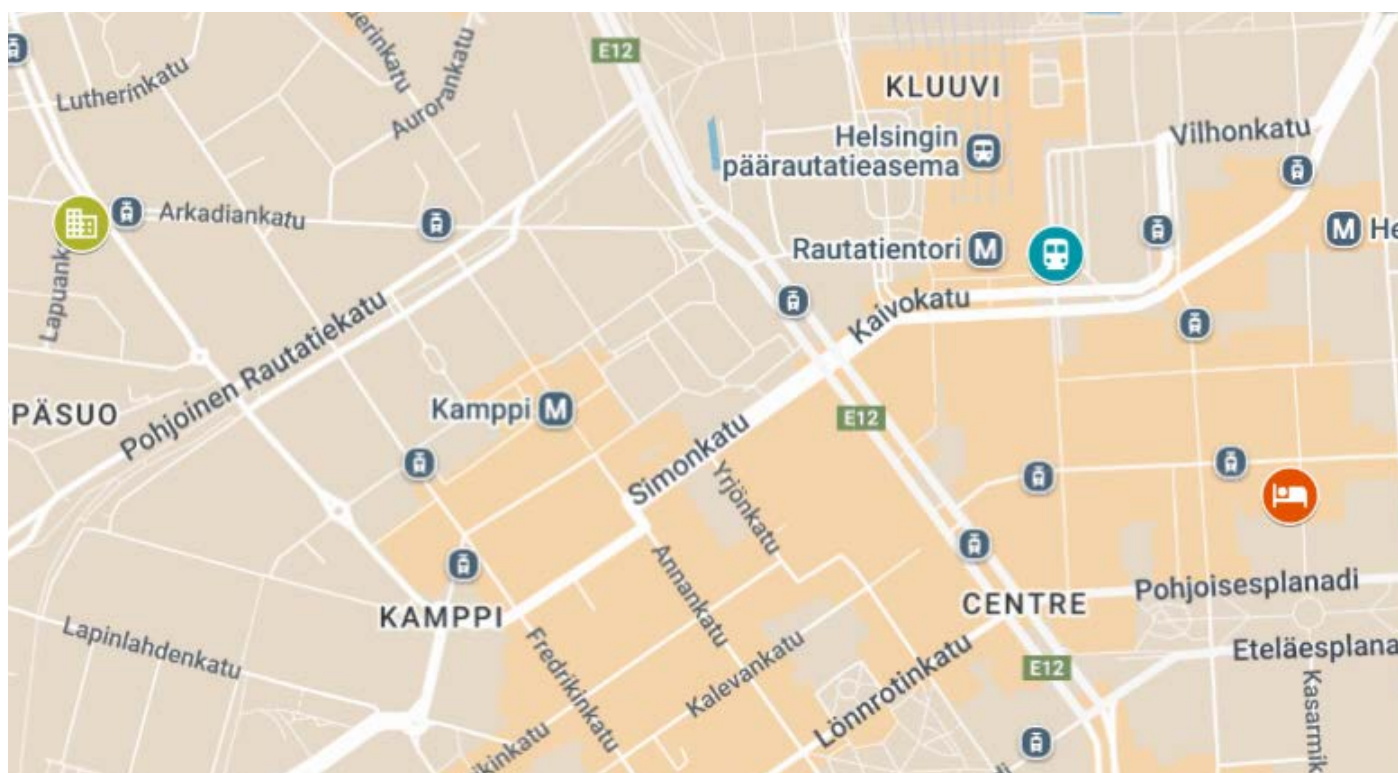 E12
KLUUVI
Lutherinkatu
Aurorankatu
Helsingin
päärautatieasema
Vilhonkatu
Arkadiankatu
Rautatientori M
M
Kaivokatu
Pohjoinen Rautatiekatu
PÄSUO
Kamppi M
E12
Simonkatu
Yrjönkatu
Annankatu
Pohjoisesplanadi
KAMPPI
CENTRE
Lapinlahdenkatu
Fredrikinkatu
Kalevankatu
Lönnrotinkatu
E12